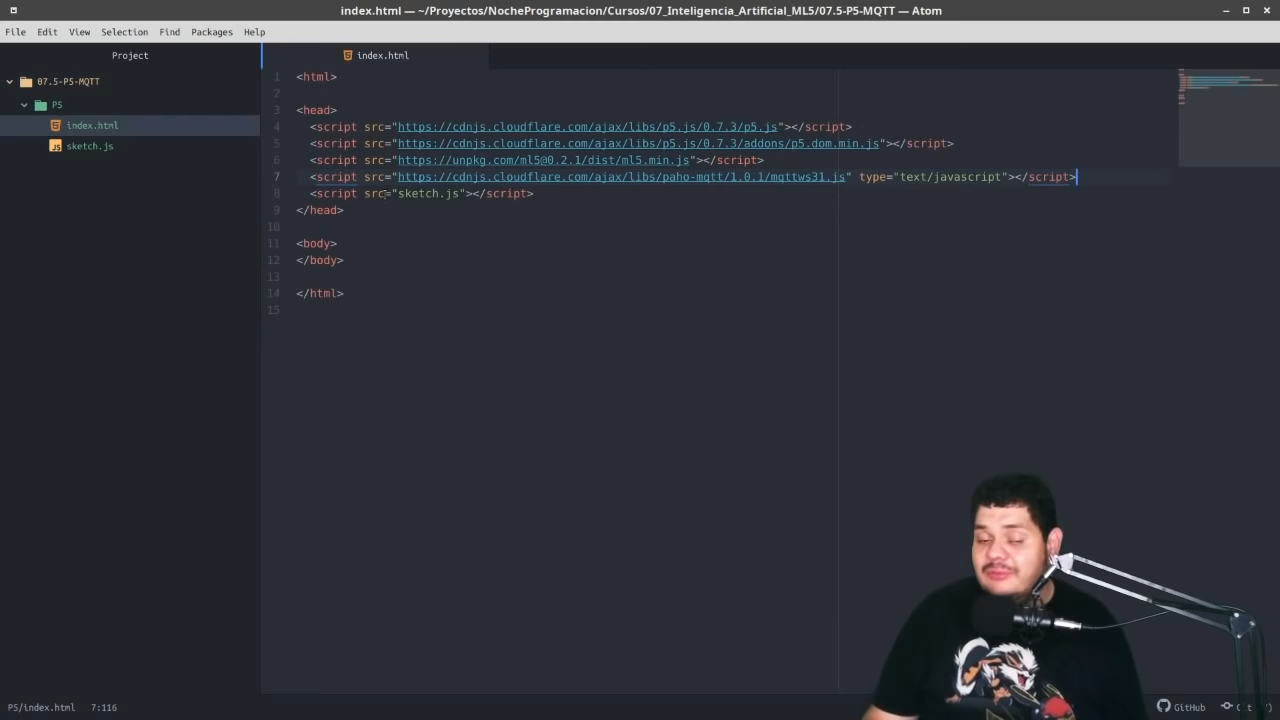 index.html — ~/Proyectos/NocheProgramacion/Cursos/07_Inteligencia_Artificial_ML5/07.5-P5-MQTT — Atom
File Edit View Selection Find Packages Help
Project
index.html
07.5-P5-MQTT
P5
index.html
sketch.js
1 <html>
2
3 <head>
4 <script src="https://cdnjs.cloudflare.com/ajax/libs/p5.js/0.7.3/p5.js"></script>
5 <script src="https://cdnjs.cloudflare.com/ajax/libs/p5.js/0.7.3/addons/p5.dom.min.js"></script>
6 <script src="https://unpkg.com/ml5@0.2.1/dist/ml5.min.js"></script>
7 <script src="https://cdnjs.cloudflare.com/ajax/libs/paho-mqtt/1.0.1/mqttws31.js" type="text/javascript"></script>
8 <script src="sketch.js"></script>
9 </head>
10
11 <body>
12 </body>
13
14 </html>
15
P5/index.html 7:116
GitHub